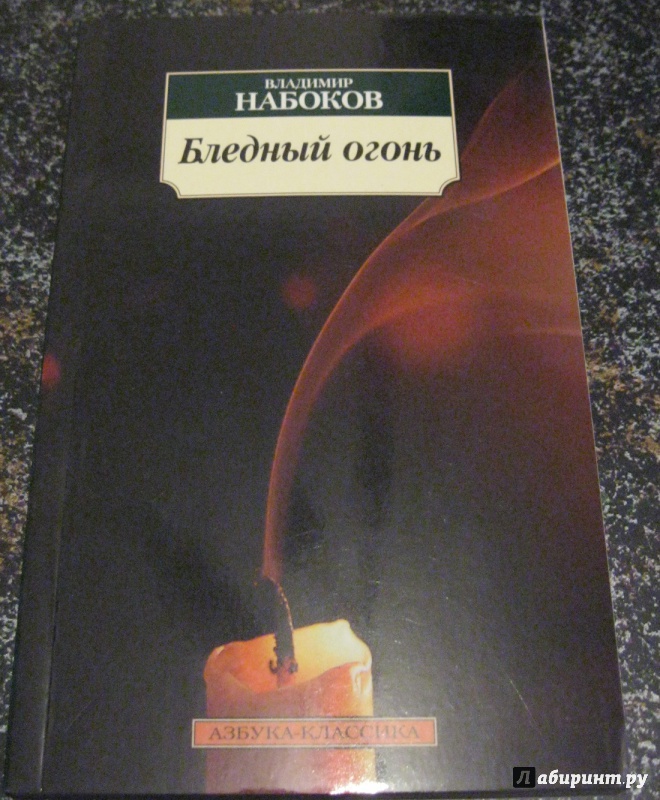 ВЛАДИМИР
НАБОКОВ
Бледный огонь
АЗБУКА-КЛАССИКА
Лабиринт.ру